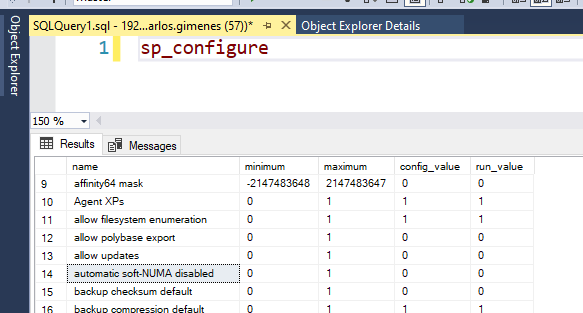 SQLQuery1.sql - 192...arlos.gimenes (57))* Object Explorer Details
Object Explorer
1 sp_configure
150 %
Results Messages
name minimum maximum config_value run_value
9 affinity64 mask -2147483648 2147483647 0 0
10 Agent XPs 0 1 1 1
11 allow filesystem enumeration 0 1 1 1
12 allow polybase export 0 1 0 0
13 allow updates 0 1 0 0
14 automatic soft-NUMA disabled 0 1 0 0
15 backup checksum default 0 1 0 0
16 backup compression default 0 1 1 1